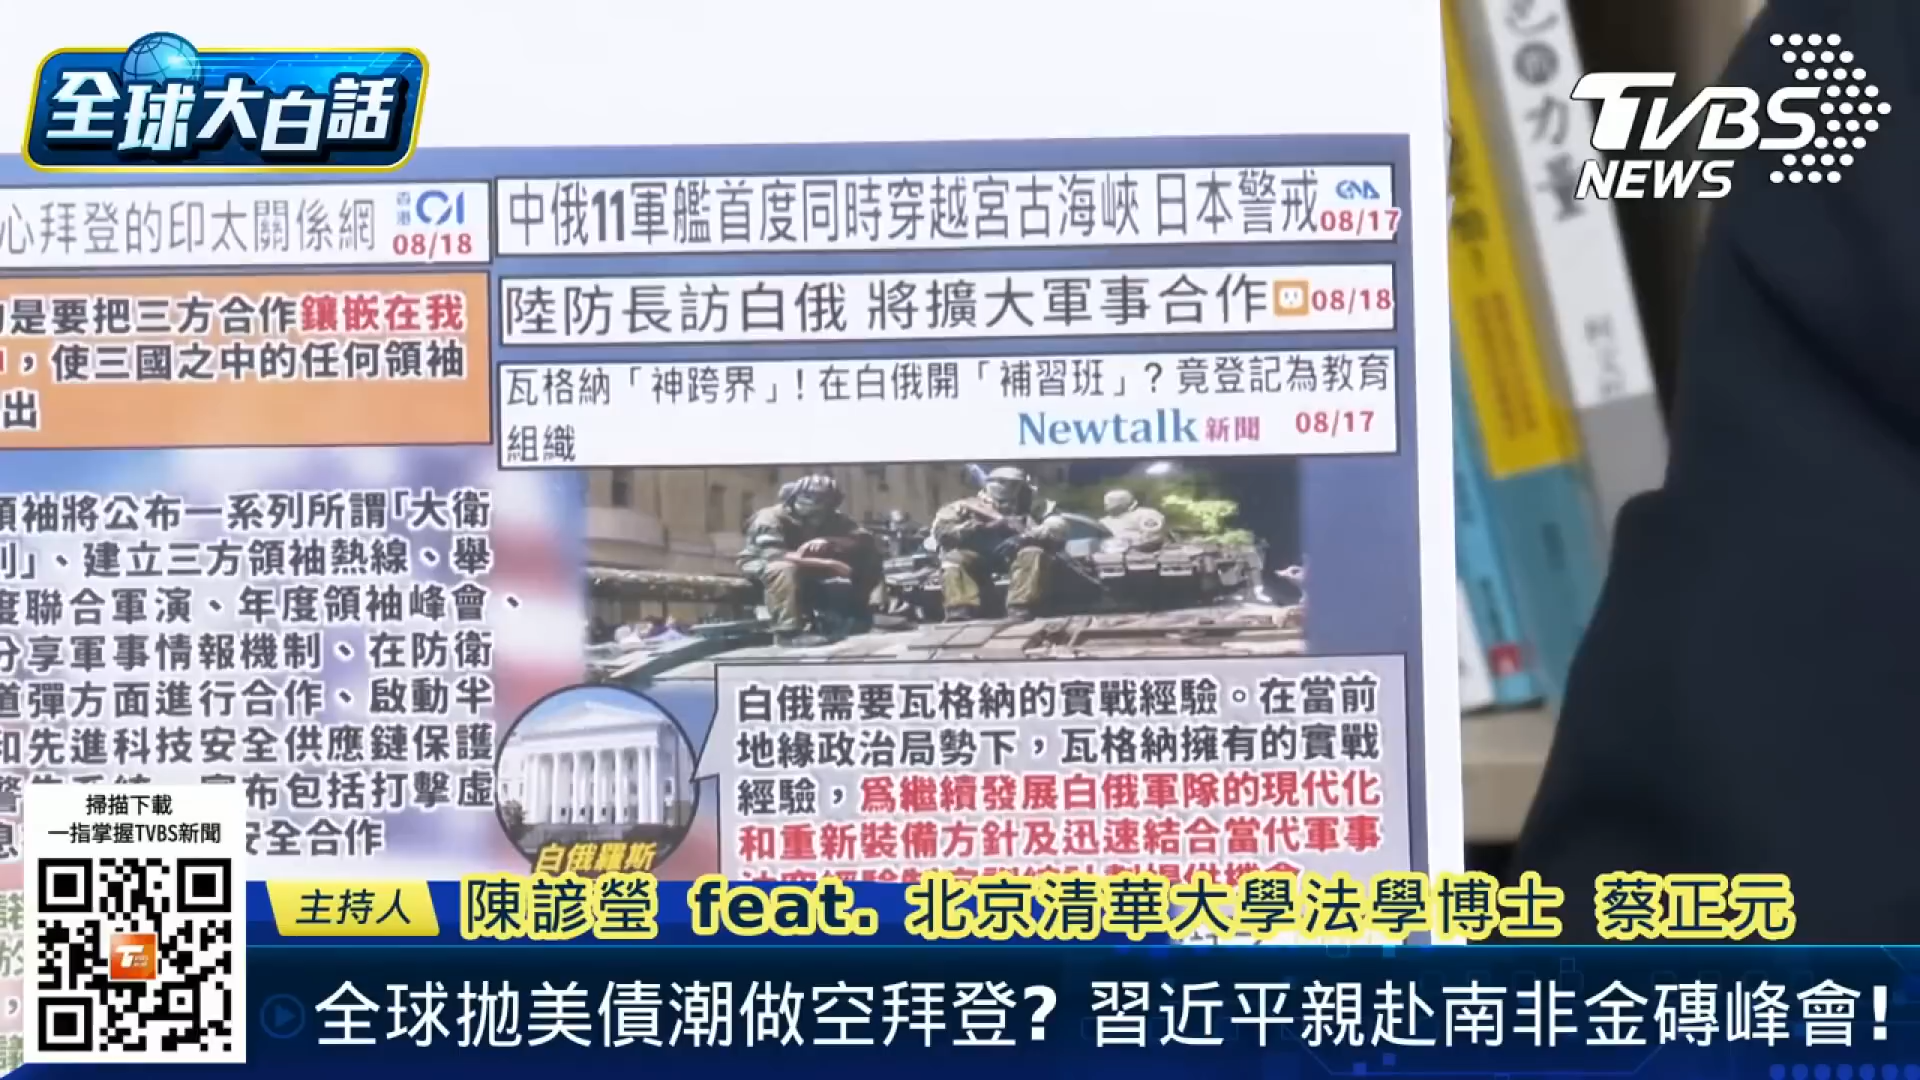 全球大白話
TVBS
NEWS
力量
心拜登的印太關係網
香港01
08/18
是要把三方合作鑲嵌在我
,使三國之中的任何領袖
出
領袖將公布一系列所謂「大衛
」、建立三方領袖熱線、舉
度聯合軍演、年度領袖峰會、
分享軍事情報機制、在防衛
道彈方面進行合作、啟動半
和先進科技安全供應鏈保護
布包括打擊虛
安全合作
中俄11軍艦首度同時穿越宮古海峽 日本警戒
CNA
08/17
陸防長訪白俄 將擴大軍事合作
08/18
瓦格納「神跨界」!在白俄開「補習班」?竟登記為教育
組織
Newtalk新聞 08/17
白俄需要瓦格納的實戰經驗。在當前
地緣政治局勢下,瓦格納擁有的實戰
經驗,為繼續發展白俄軍隊的現代化
和重新裝備方針及迅速結合當代軍事
白俄羅斯
掃描下載
一指掌握TVBS新聞
主持人
陳諺瑩 feat. 北京清華大學法學博士 蔡正元
全球拋美債潮做空拜登? 習近平親赴南非金磚峰會!